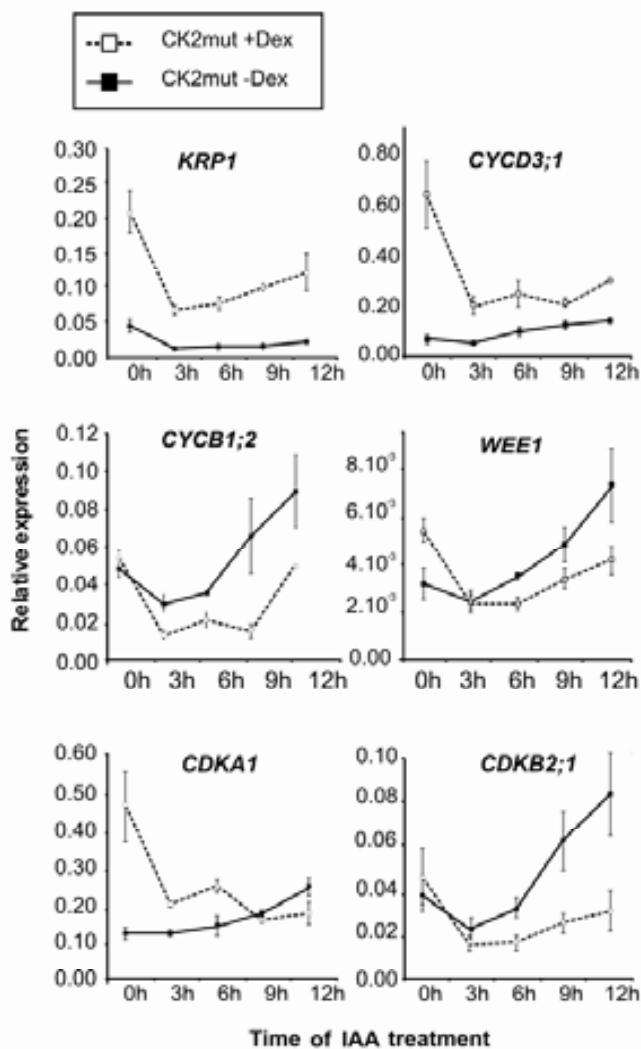 CK2mut +Dex
CK2mut -Dex
KRP1
0.30
0.25
0.20
0.15
0.10
0.05
0.00
0h 3h 6h 9h 12h
CYCD3;1
0.80
0.60
0.40
0.20
0.00
0h 3h 6h 9h 12h
Relative expression
CYCB1;2
0.12
0.10
0.08
0.06
0.04
0.02
0.00
0h 3h 6h 9h 12h
WEE1
8.10⁻³
6.10⁻³
4.10⁻³
2.10⁻³
0.00
0h 3h 6h 9h 12h
CDKA1
0.60
0.50
0.40
0.30
0.20
0.10
0.00
0h 3h 6h 9h 12h
CDKB2;1
0.10
0.08
0.06
0.04
0.02
0.00
0h 3h 6h 9h 12h
Time of IAA treatment